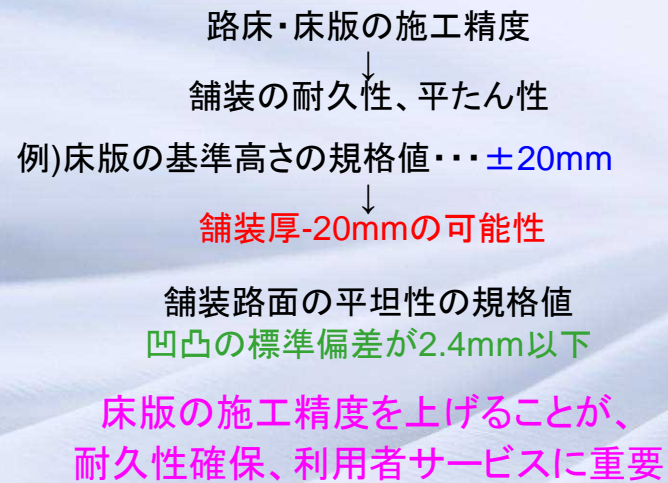 路床・床版の施工精度
↓
舗装の耐久性、平たん性
例)床版の基準高さの規格値・・・±20mm
↓
舗装厚-20mmの可能性
舗装路面の平坦性の規格値
凹凸の標準偏差が2.4mm以下
床版の施工精度を上げることが、
耐久性確保、利用者サービスに重要